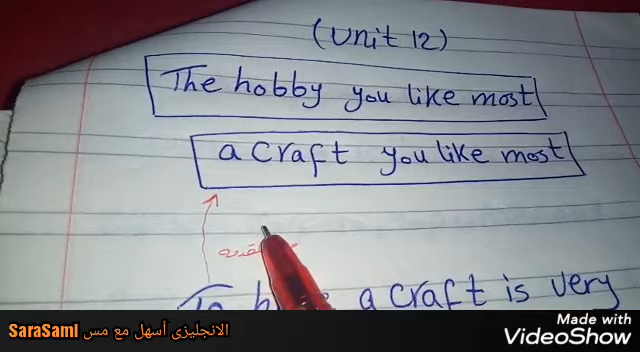 (Unit 12)
The hobby you like most
a craft you like most
a craft is very
الانجليزى أسهل مع مس SaraSamI
Made with
VideoShow